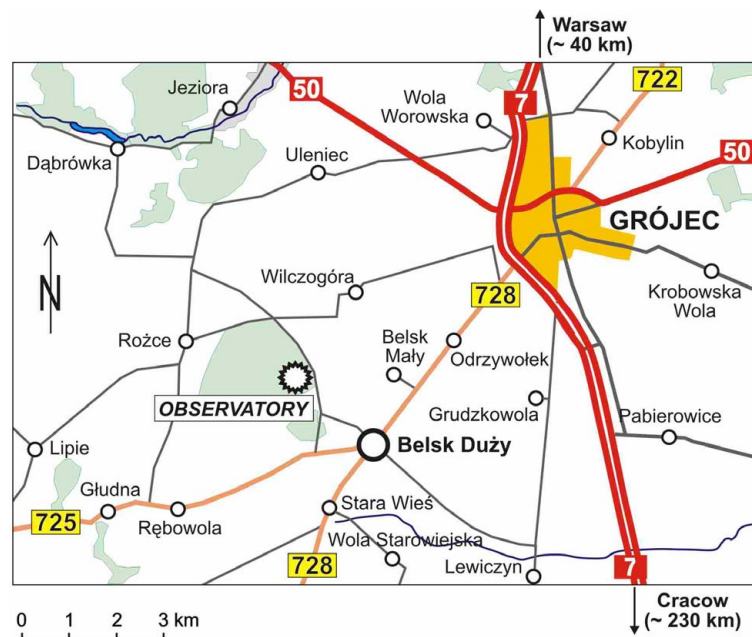 Warsaw
(~ 40 km)
Jeziora
50
7
722
Wola
Worowska
Kobylin
Dąbrówka
Uleniec
50
GRÓJEC
N
Wilczogóra
728
Krobowska
Wola
Rożce
Belsk
Mały
Odrzywołek
OBSERVATORY
Grudzkowola
Pabierowice
Lipie
Belsk Duży
Głudna
Stara Wieś
725
Rębowola
Wola Starowiejska
728
Lewiczyn
7
0 1 2 3 km
Cracow
(~ 230 km)